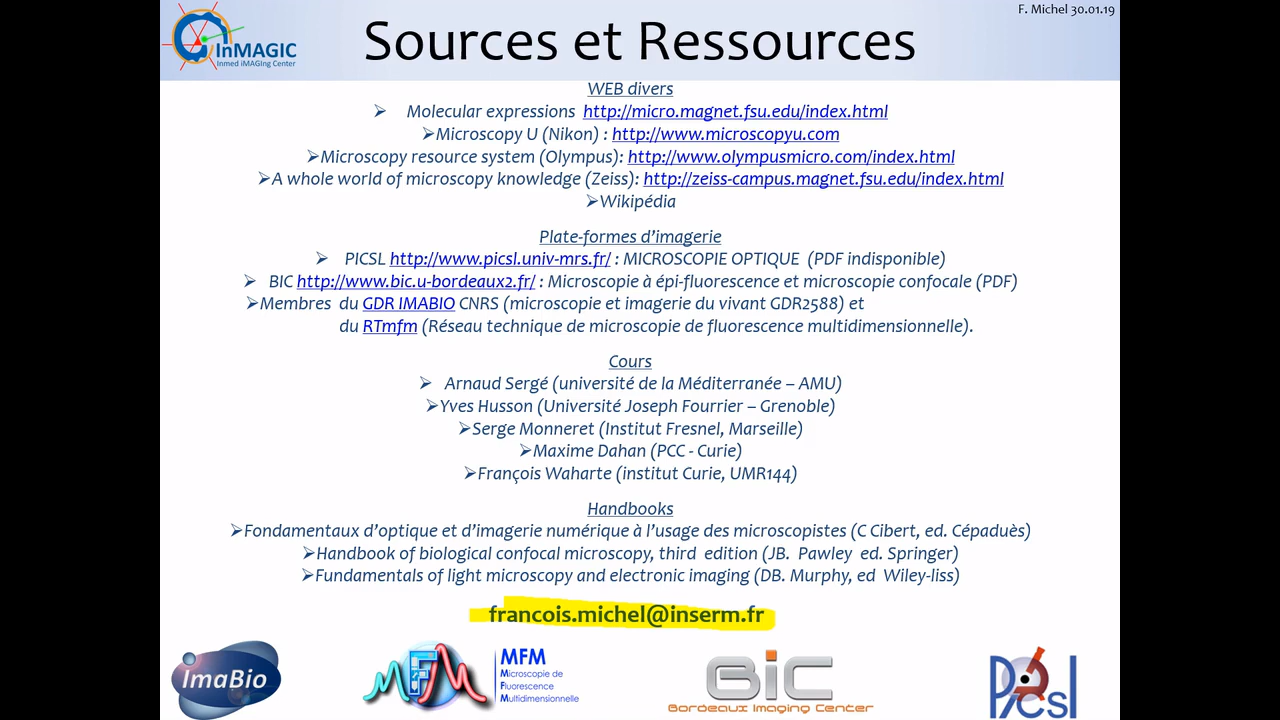 F. Michel 30.01.19
InMAGIC
Inmed iMAGIng Center
Sources et Ressources
WEB divers
➢ Molecular expressions http://micro.magnet.fsu.edu/index.html
➢Microscopy U (Nikon) : http://www.microscopyu.com
➢Microscopy resource system (Olympus): http://www.olympusmicro.com/index.html
➢A whole world of microscopy knowledge (Zeiss): http://zeiss-campus.magnet.fsu.edu/index.html
➢Wikipédia
Plate-formes d’imagerie
➢ PICSL http://www.picsl.univ-mrs.fr/ : MICROSCOPIE OPTIQUE (PDF indisponible)
➢ BIC http://www.bic.u-bordeaux2.fr/ : Microscopie à épi-fluorescence et microscopie confocale (PDF)
➢Membres du GDR IMABIO CNRS (microscopie et imagerie du vivant GDR2588) et
du RTmfm (Réseau technique de microscopie de fluorescence multidimensionnelle).
Cours
➢ Arnaud Sergé (université de la Méditerranée – AMU)
➢Yves Husson (Université Joseph Fourrier – Grenoble)
➢Serge Monneret (Institut Fresnel, Marseille)
➢Maxime Dahan (PCC - Curie)
➢François Waharte (institut Curie, UMR144)
Handbooks
➢Fondamentaux d’optique et d’imagerie numérique à l’usage des microscopistes (C Cibert, ed. Cépaduès)
➢Handbook of biological confocal microscopy, third edition (JB. Pawley ed. Springer)
➢Fundamentals of light microscopy and electronic imaging (DB. Murphy, ed Wiley-liss)
francois.michel@inserm.fr
ImaBio
MFM
MFM
Microscopie de
Fluorescence
Multidimensionnelle
BiC
Bordeaux Imaging Center
Picsl